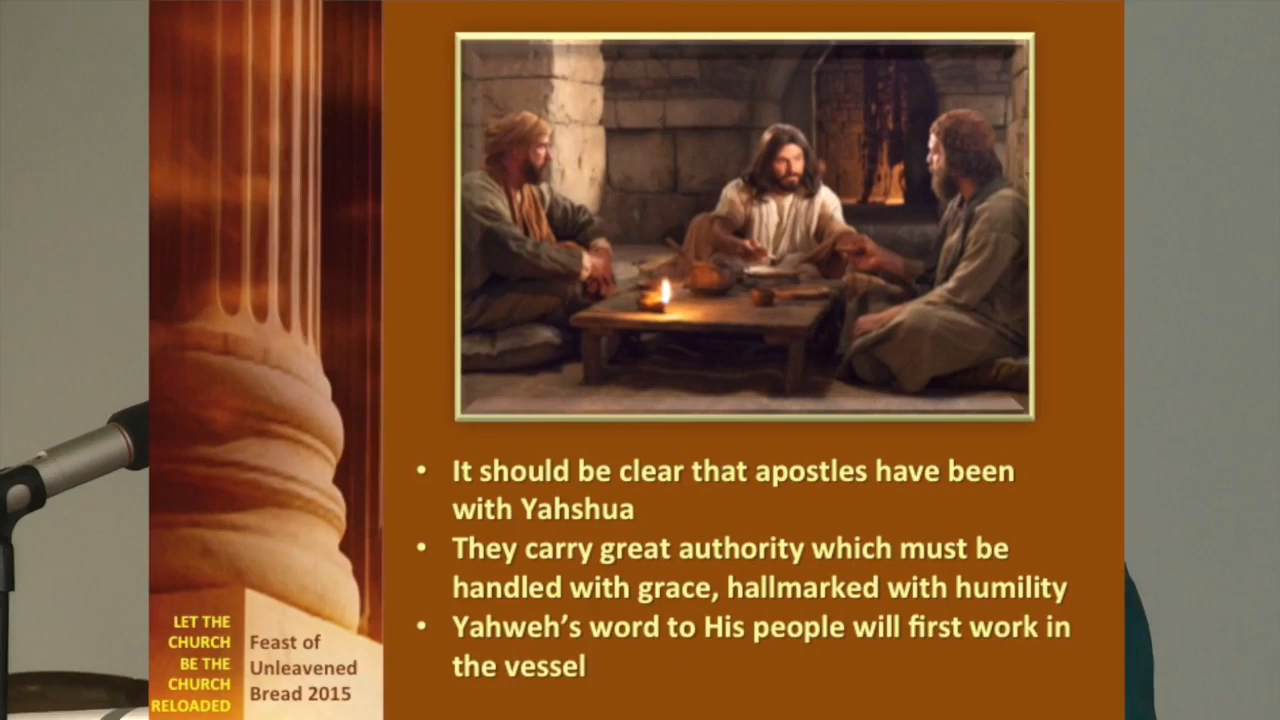 It should be clear that apostles have been
with Yahshua
They carry great authority which must be
handled with grace, hallmarked with humility
Yahweh's word to His people will first work in
the vessel
LET THE
CHURCH
BE THE
CHURCH
RELOADED
Feast of
Unleavened
Bread 2015